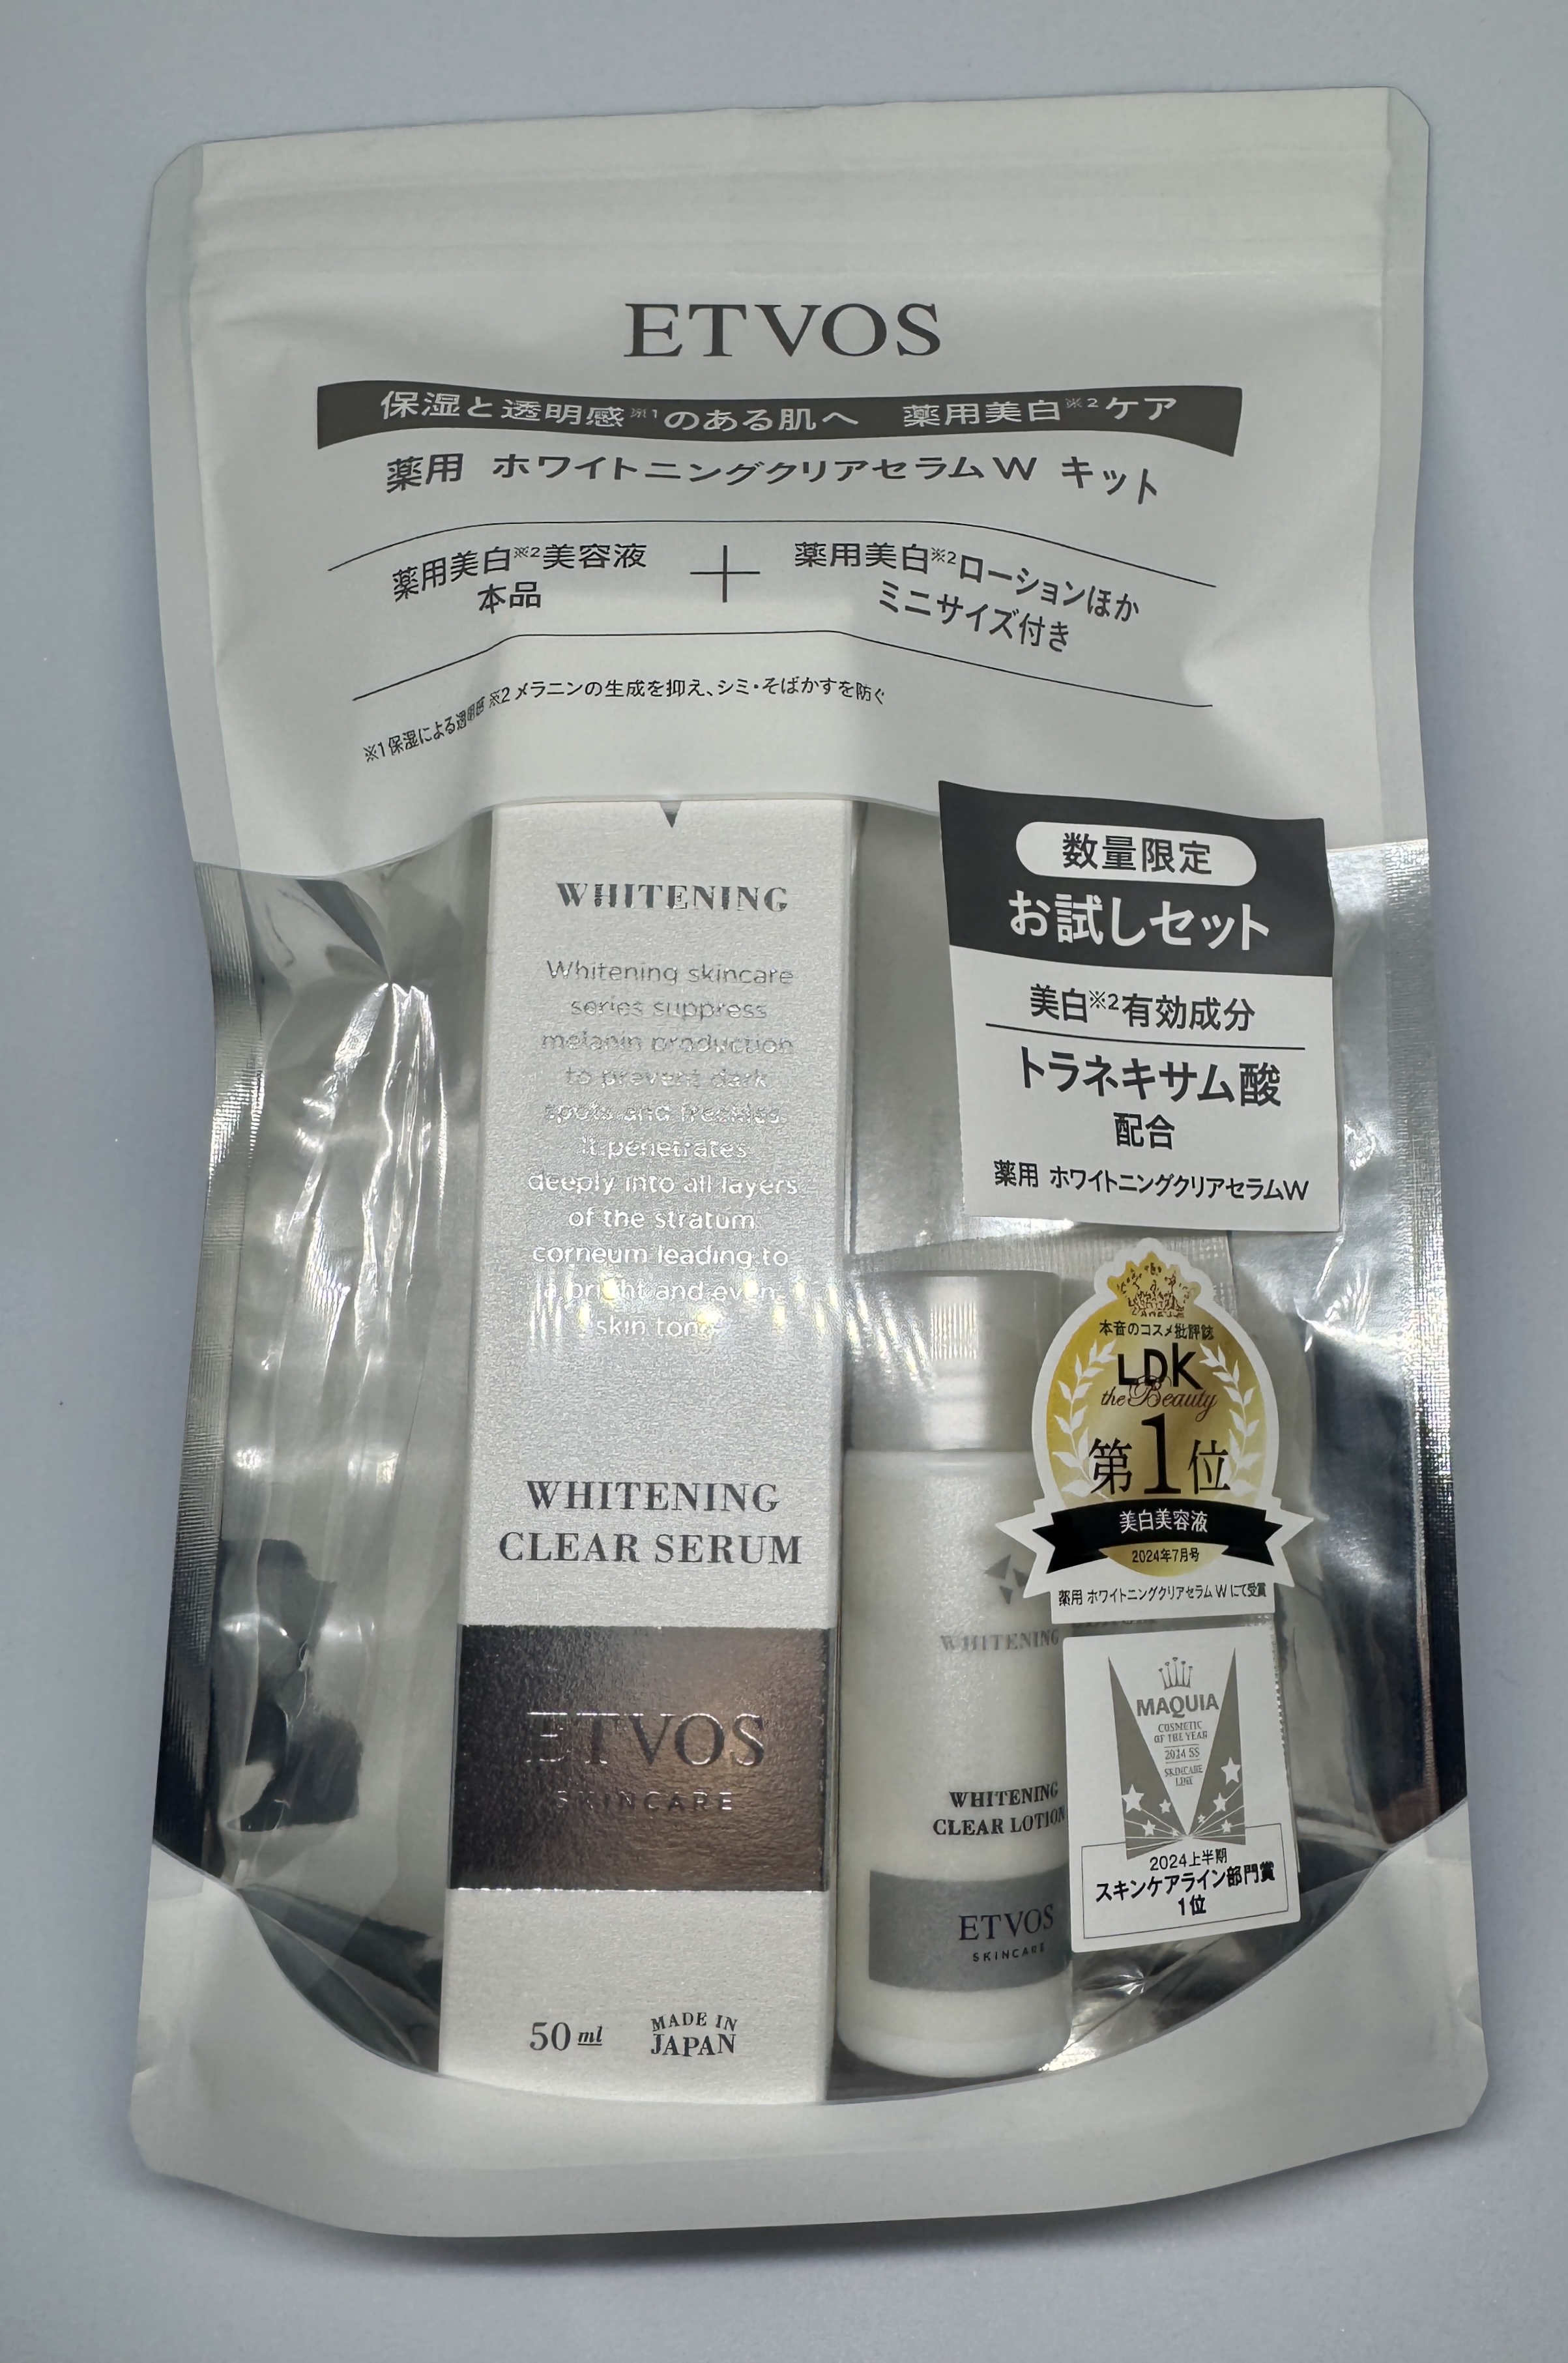 ETVOS
保湿と透明感※1のある肌へ 薬用美白※2ケア
薬用 ホワイトニングクリアセラムW キット
薬用美白※2美容液
本品
＋
薬用美白※2ローションほか
ミニサイズ付き
※1保湿による透明感 ※2メラニンの生成を抑え、シミ・そばかすを防ぐ
数量限定
お試しセット
美白※2有効成分
トラネキサム酸
配合
薬用 ホワイトニングクリアセラムW
WHITENING
Whitening skincare
series suppress
melanin production
to prevent dark
spots and freckles.
It penetrates
deeply into all layers
of the stratum
corneum leading to
a bright and even
skin tone.
WHITENING
CLEAR SERUM
ETVOS
SKINCARE
50 ml
MADE IN
JAPAN
本音のコスメ批評誌
LDK
the Beauty
第1位
美白美容液
2024年7月号
薬用 ホワイトニングクリアセラム W にて受賞
WHITENING
WHITENING
CLEAR LOTION
ETVOS
SKINCARE
MAQUIA
COSMETIC
OF THE YEAR
2024 SS
SKINCARE
LINE
2024上半期
スキンケアライン部門賞
1位